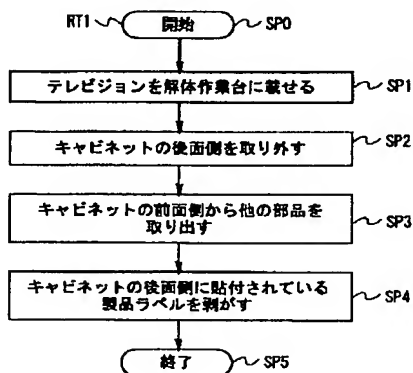 RT1 開始 SP0
テレビジョンを解体作業台に載せる SP1
キャビネットの後面側を取り外す SP2
キャビネットの前面側から他の部品を
取り出す SP3
キャビネットの後面側に貼付されている
製品ラベルを剥がす SP4
終了 SP5